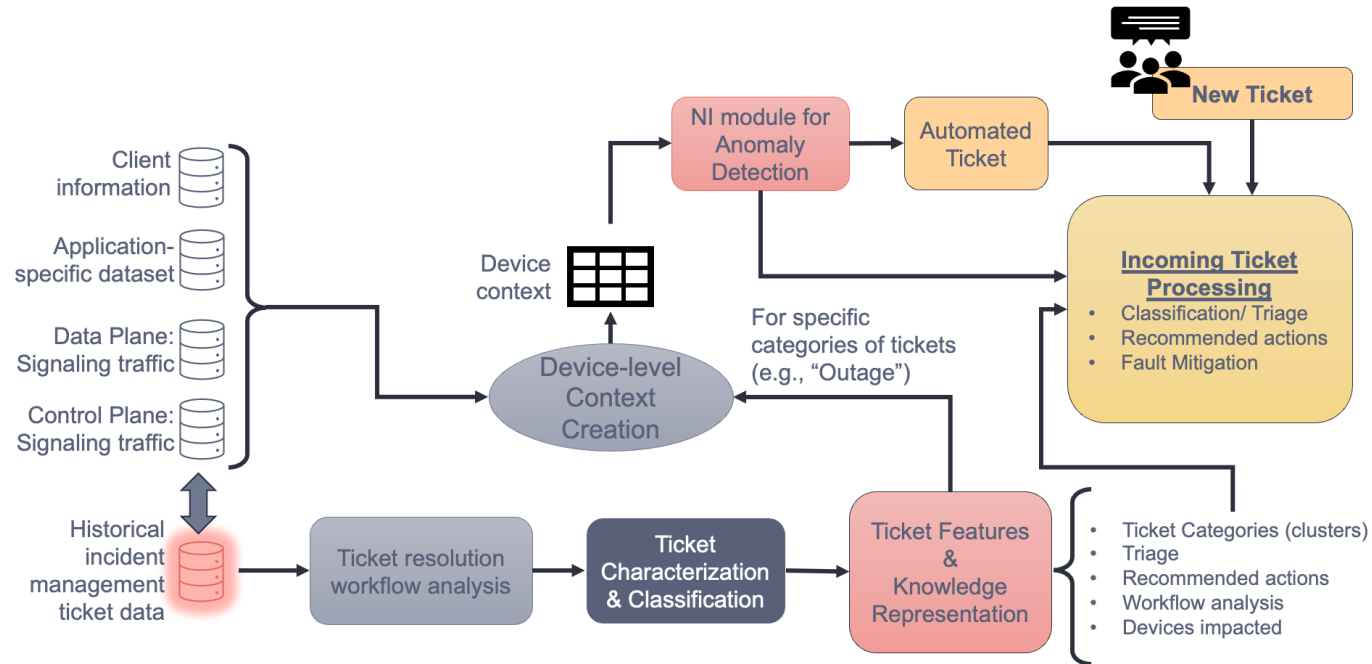 New Ticket
NI module for
Anomaly
Detection
Automated
Ticket
Client
information
Application-
specific dataset
Data Plane:
Signaling traffic
Control Plane:
Signaling traffic
Device
context
Incoming Ticket
Processing
• Classification/ Triage
• Recommended actions
• Fault Mitigation
For specific
categories of tickets
(e.g., “Outage”)
Device-level
Context
Creation
Historical
incident
management
ticket data
Ticket resolution
workflow analysis
Ticket
Characterization
& Classification
Ticket Features
&
Knowledge
Representation
• Ticket Categories (clusters)
• Triage
• Recommended actions
• Workflow analysis
• Devices impacted